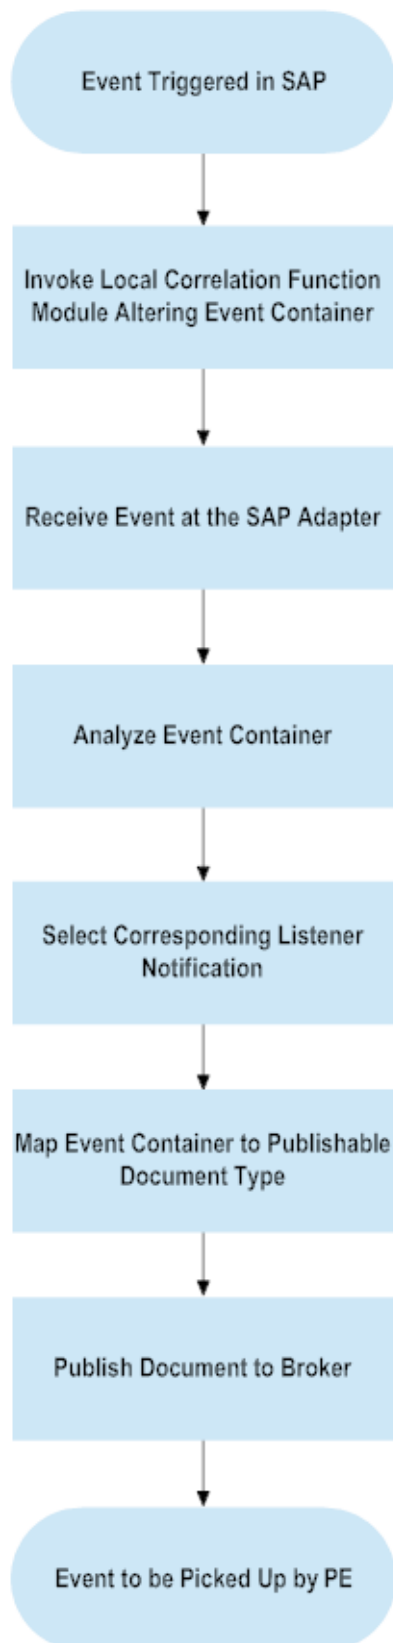 Event Triggered in SAP
Invoke Local Correlation Function
Module Altering Event Container
Receive Event at the SAP Adapter
Analyze Event Container
Select Corresponding Listener
Notification
Map Event Container to Publishable
Document Type
Publish Document to Broker
Event to be Picked Up by PE